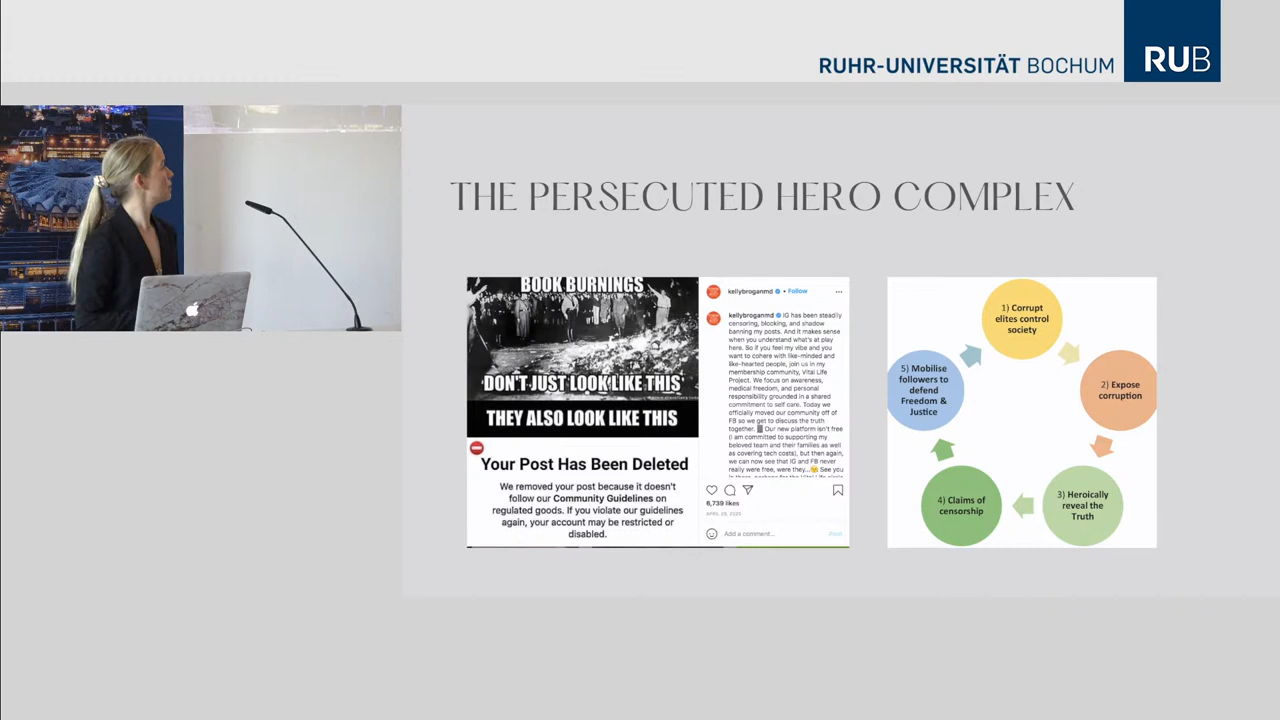 RUHR-UNIVERSITÄT BOCHUM
RUB
THE PERSECUTED HERO COMPLEX
BOOK BURNINGS
DON'T JUST LOOK LIKE THIS
THEY ALSO LOOK LIKE THIS
Your Post Has Been Deleted
We removed your post because it doesn't
follow our Community Guidelines on
regulated goods. If you violate our guidelines
again, your account may be restricted or
disabled.
kellybroganmd • Follow
kellybroganmd IG has been steadily
censoring, blocking, and shadow
banning my posts. And it makes sense
when you understand what's at play
here. So if you feel my vibe and you
want to cohere with like-minded and
like-hearted people, join us in my
membership community, Vital Life
Project. We focus on awareness,
medical freedom, and personal
responsibility grounded in a shared
commitment to self care. Today we
officially moved our community off of
FB so we get to discuss the truth
together. Our new platform isn't free
(I am committed to supporting my
beloved team and their families as well
as covering tech costs), but then again,
we can now see that IG and FB never
really were free, were they...🤔 See you
6,739 likes
APRIL 29, 2020
Add a comment...
Post
1) Corrupt
elites control
society
2) Expose
corruption
3) Heroically
reveal the
Truth
4) Claims of
censorship
5) Mobilise
followers to
defend
Freedom &
Justice